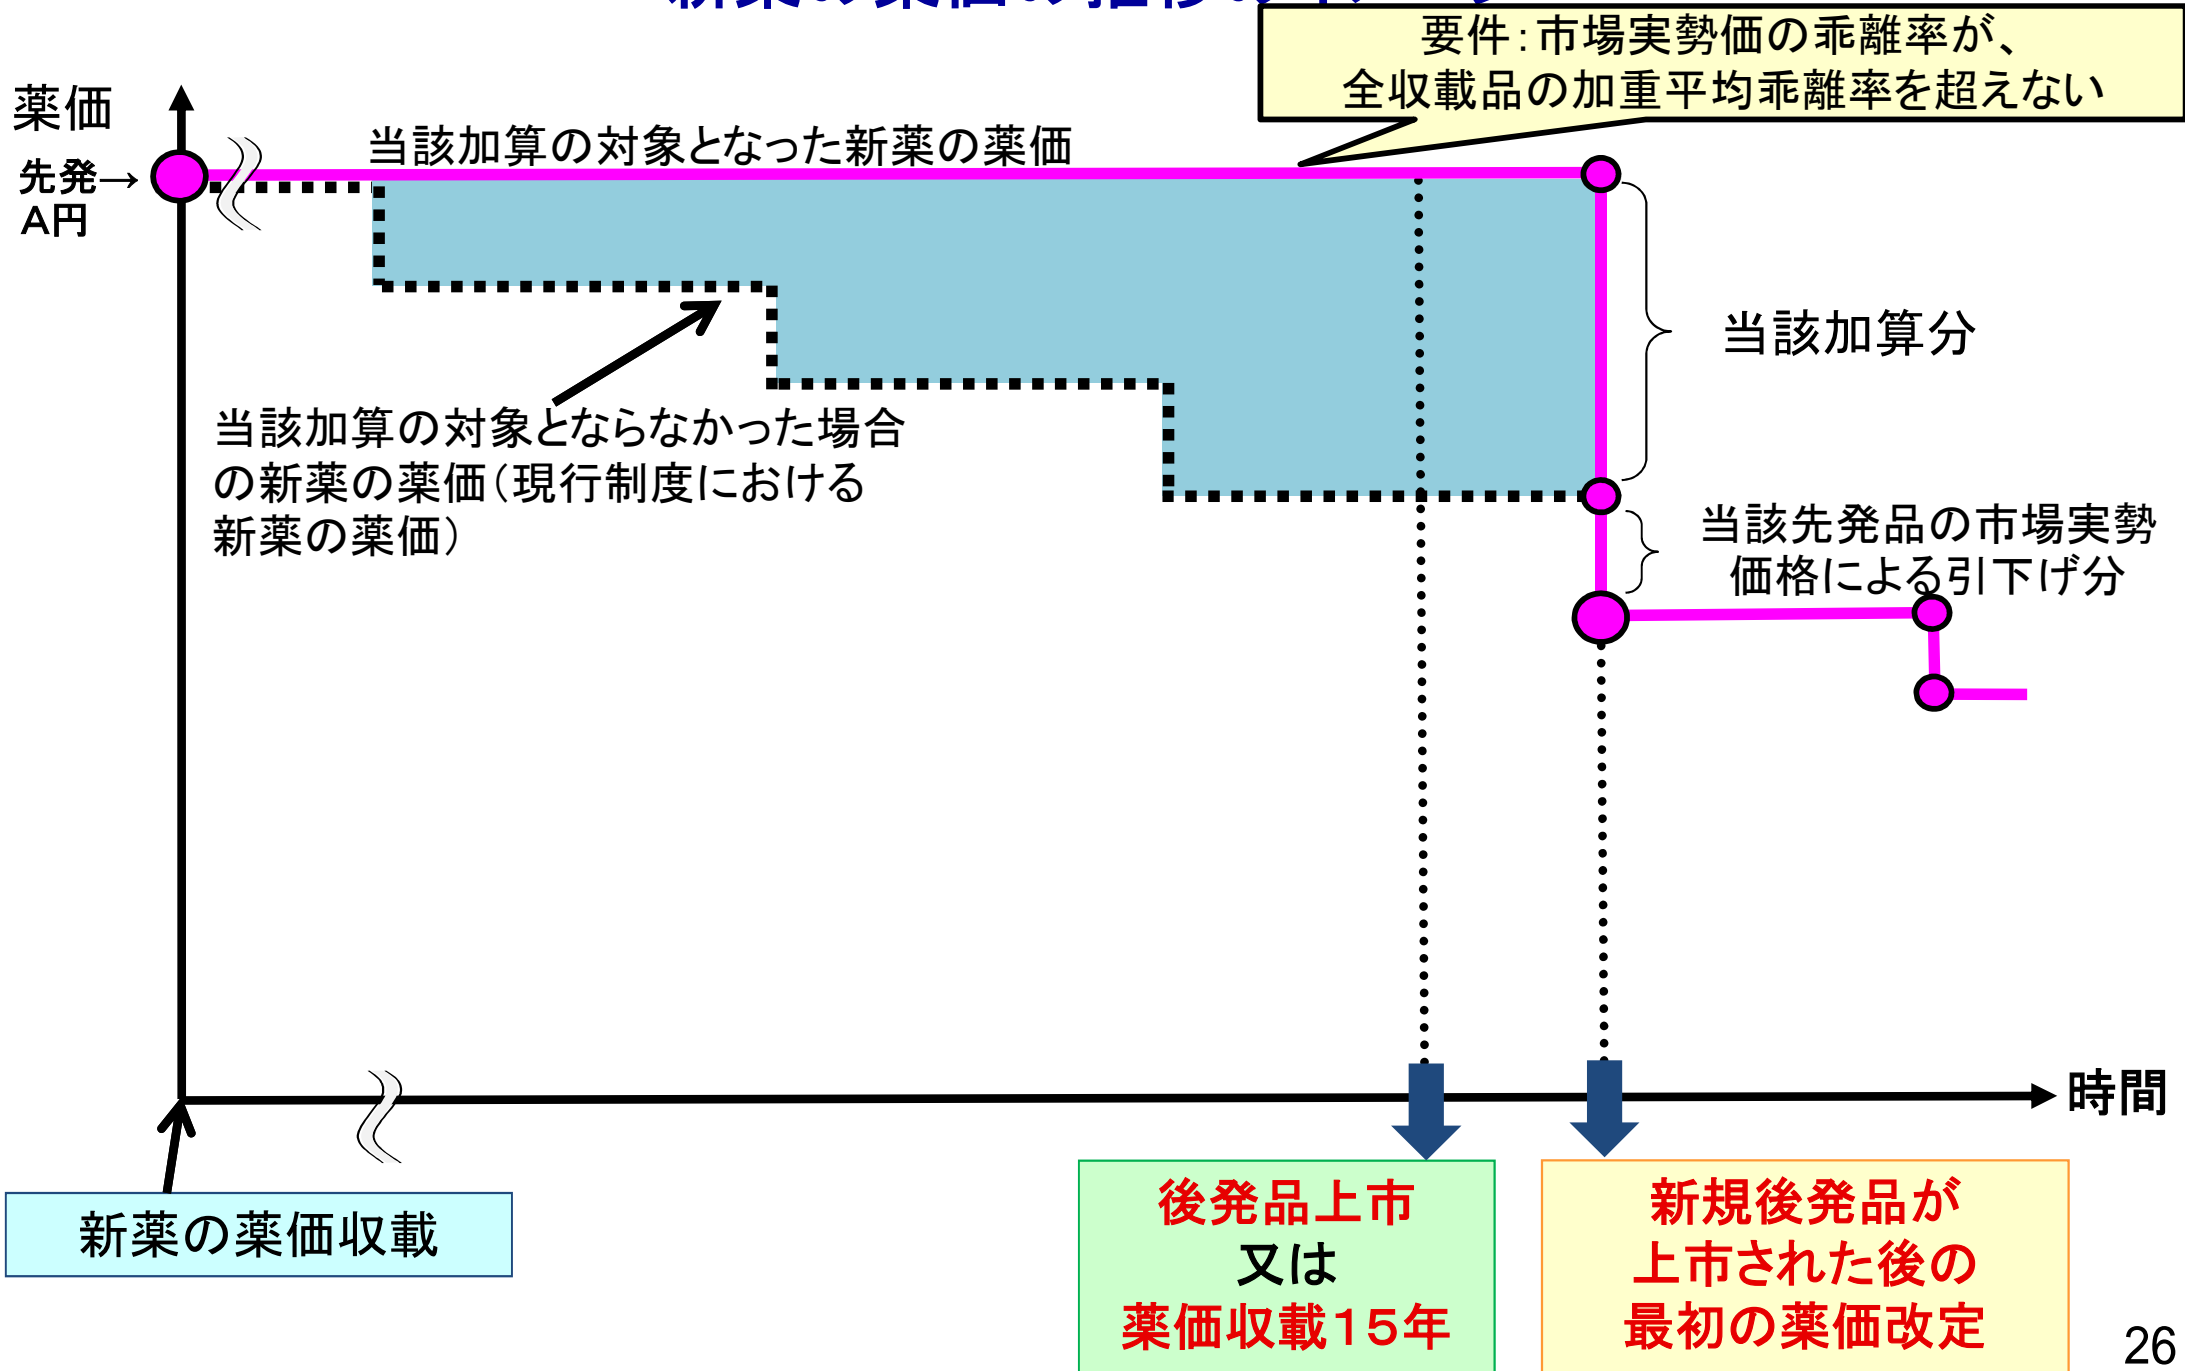 要件：市場実勢価の乖離率が、
全収載品の加重平均乖離率を超えない
薬価
先発→
A円
当該加算の対象となった新薬の薬価
当該加算分
当該加算の対象とならなかった場合
の新薬の薬価（現行制度における
新薬の薬価）
当該先発品の市場実勢
価格による引下げ分
時間
新薬の薬価収載
後発品上市
又は
薬価収載１５年
新規後発品が
上市された後の
最初の薬価改定
26